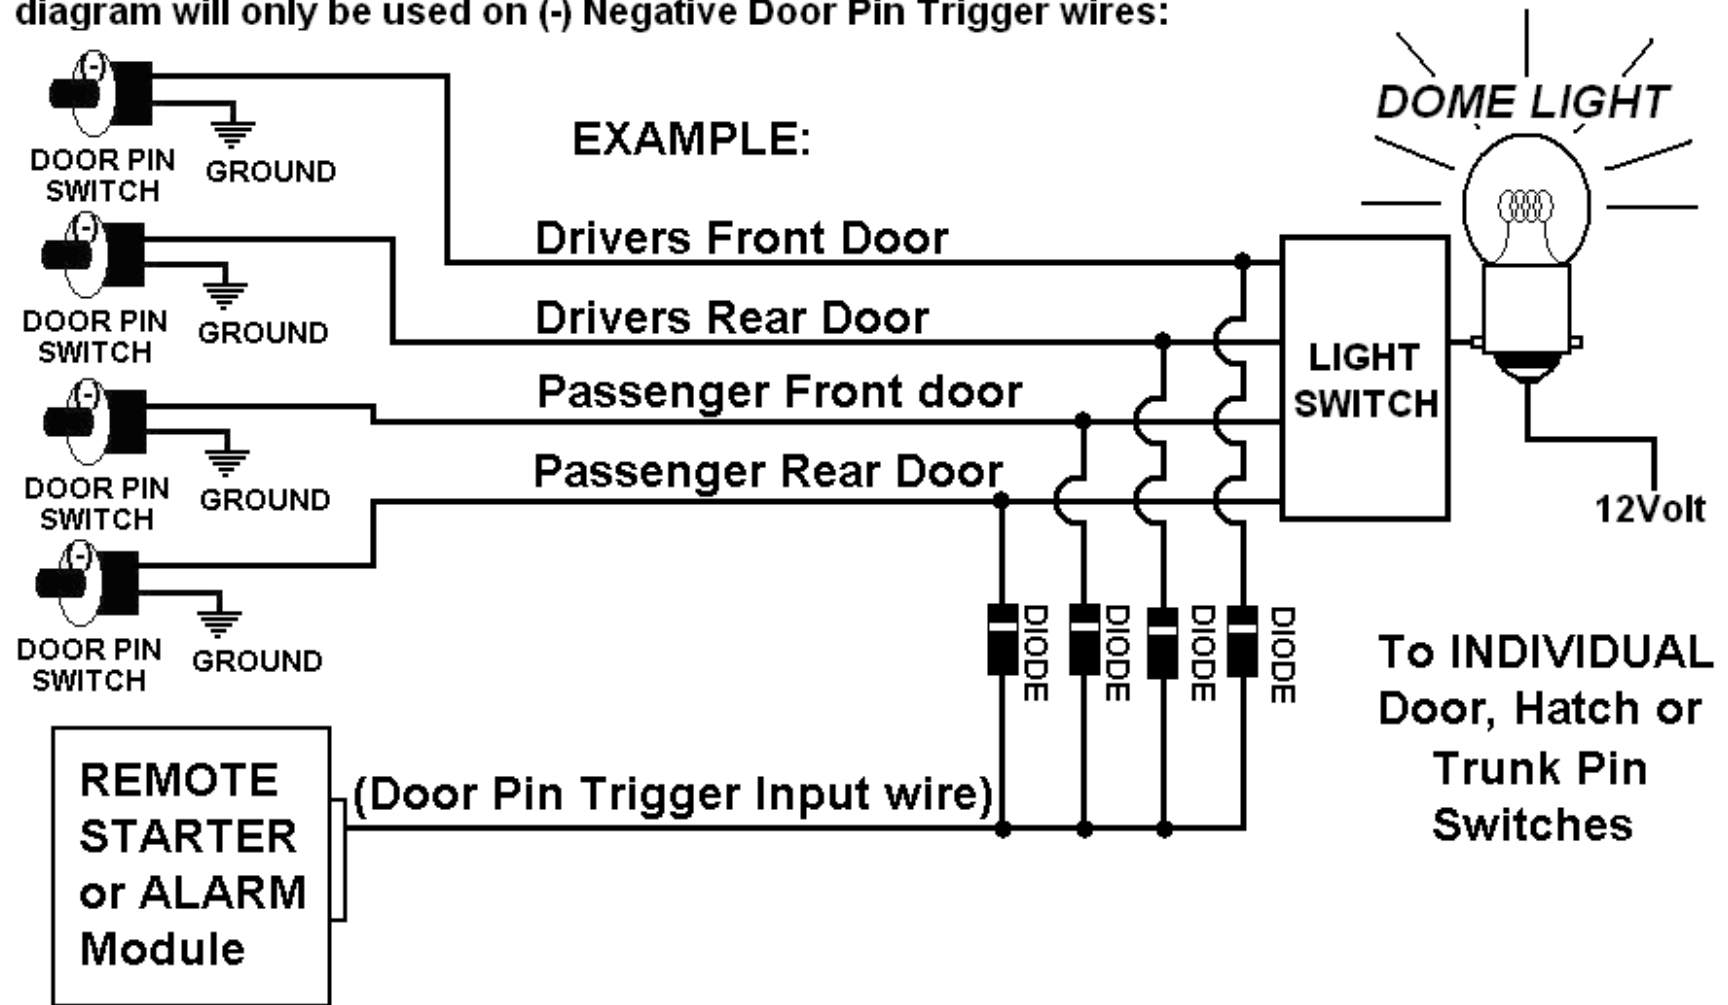 diagram will only be used on (-) Negative Door Pin Trigger wires:
(-)
DOOR PIN
SWITCH
GROUND
(-)
DOOR PIN
SWITCH
GROUND
(-)
DOOR PIN
SWITCH
GROUND
(-)
DOOR PIN
SWITCH
GROUND
EXAMPLE:
Drivers Front Door
Drivers Rear Door
Passenger Front door
Passenger Rear Door
DOME LIGHT
LIGHT
SWITCH
12Volt
DIODE
DIODE
DIODE
DIODE
To INDIVIDUAL
Door, Hatch or
Trunk Pin
Switches
REMOTE
STARTER
or ALARM
Module
(Door Pin Trigger Input wire)